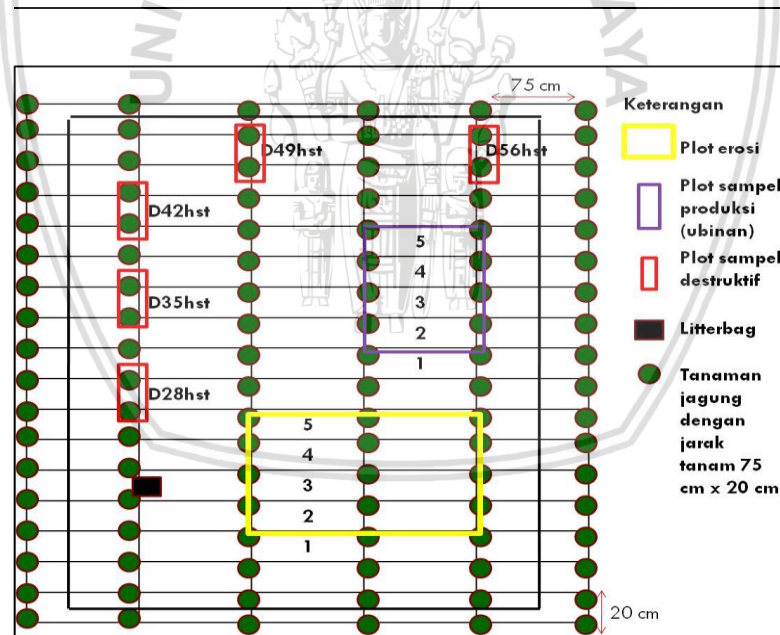 UN
AYA
75 cm
D49hst
D56hst
D42hst
D35hst
D28hst
5
4
3
2
1
5
4
3
2
1
20 cm
Keterangan
Plot erosi
Plot sampel
produksi
(ubinan)
Plot sampel
destruktif
Litterbag
Tanaman
jagung
dengan
jarak
tanam 75
cm x 20 cm